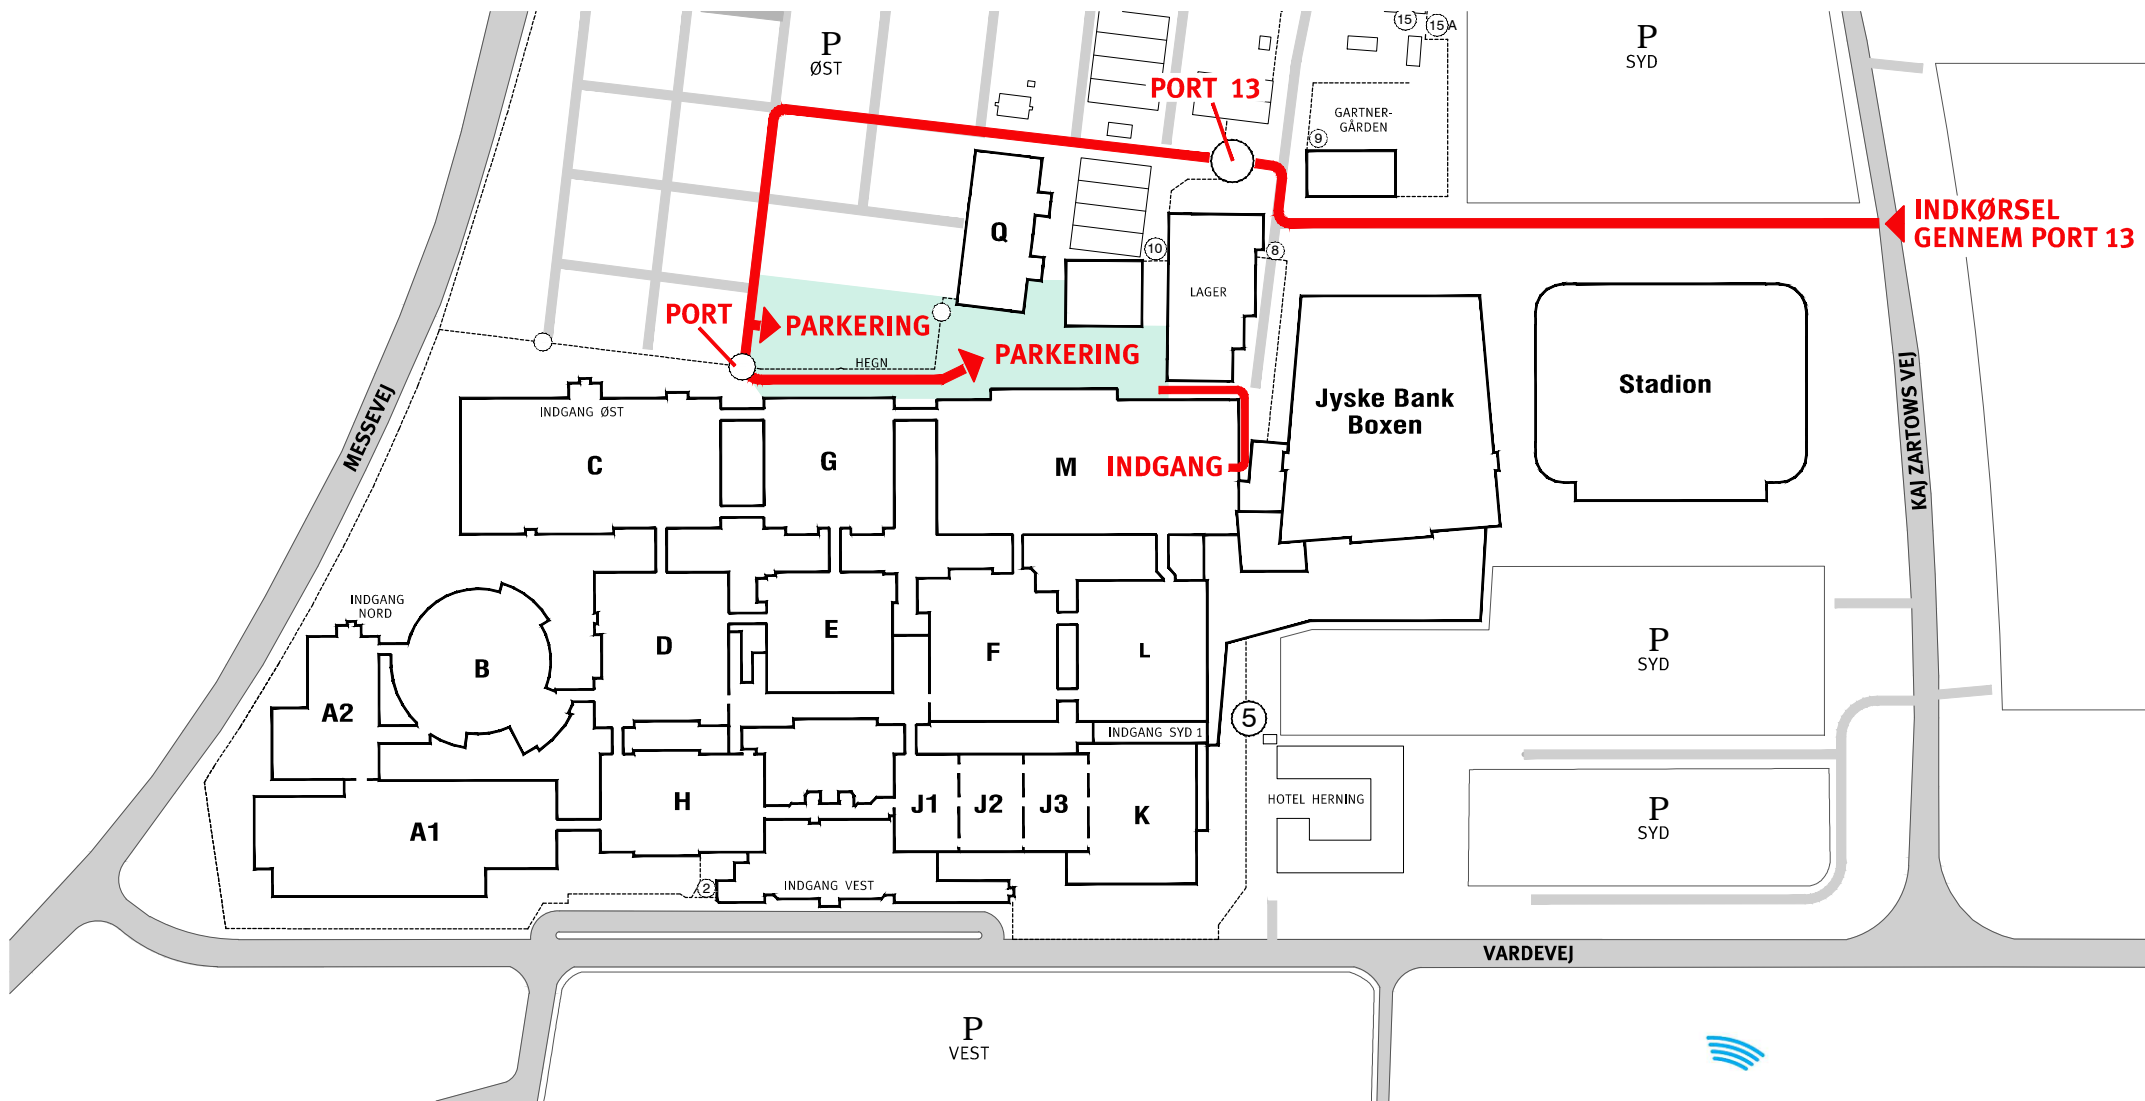 P
ØST
15
15A
P
SYD
PORT 13
GARTNER-
GÅRDEN
9
INDKØRSEL
GENNEM PORT 13
Q
10
8
LAGER
PORT
PARKERING
PARKERING
HEGN
MESSEVEJ
KAJ ZARTOWS VEJ
Jyske Bank
Boxen
Stadion
INDGANG ØST
C
G
M
INDGANG
INDGANG
NORD
B
D
E
F
L
A2
P
SYD
5
INDGANG SYD 1
H
J1
J2
J3
K
A1
HOTEL HERNING
P
SYD
2
INDGANG VEST
VARDEVEJ
P
VEST